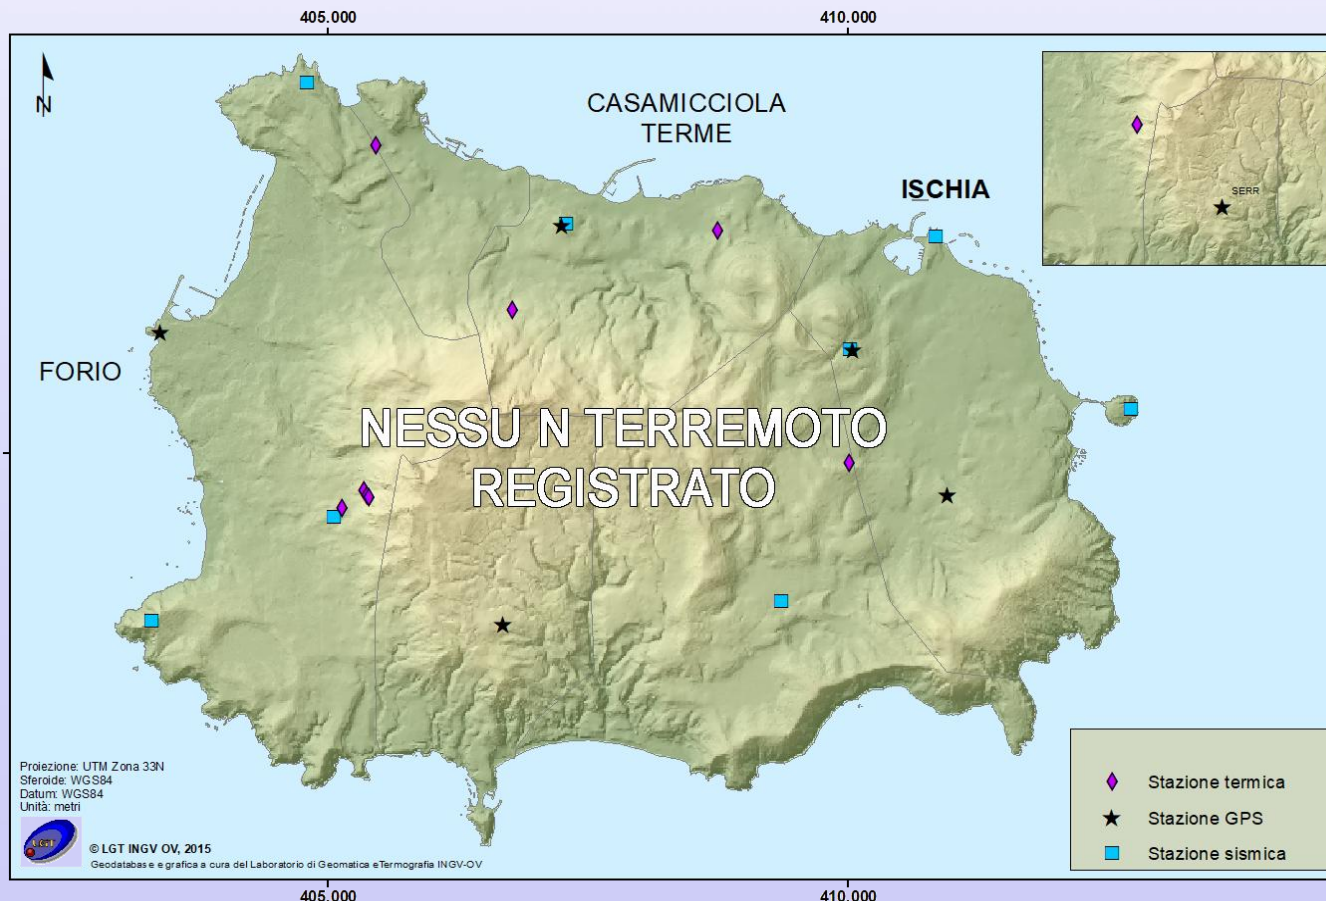 405.000
410.000
N
CASAMICCIOLA
TERME
ISCHIA
SERR
FORIO
NESSU N TERREMOTO
REGISTRATO
Proiezione: UTM Zona 33N
Sferoide: WGS84
Datum: WGS84
Unità: metri
LGT
© LGT INGV OV, 2015
Geodatabase e grafica a cura del Laboratorio di Geomatica eTermografia INGV-OV
Stazione termica
Stazione GPS
Stazione sismica
405.000
410.000